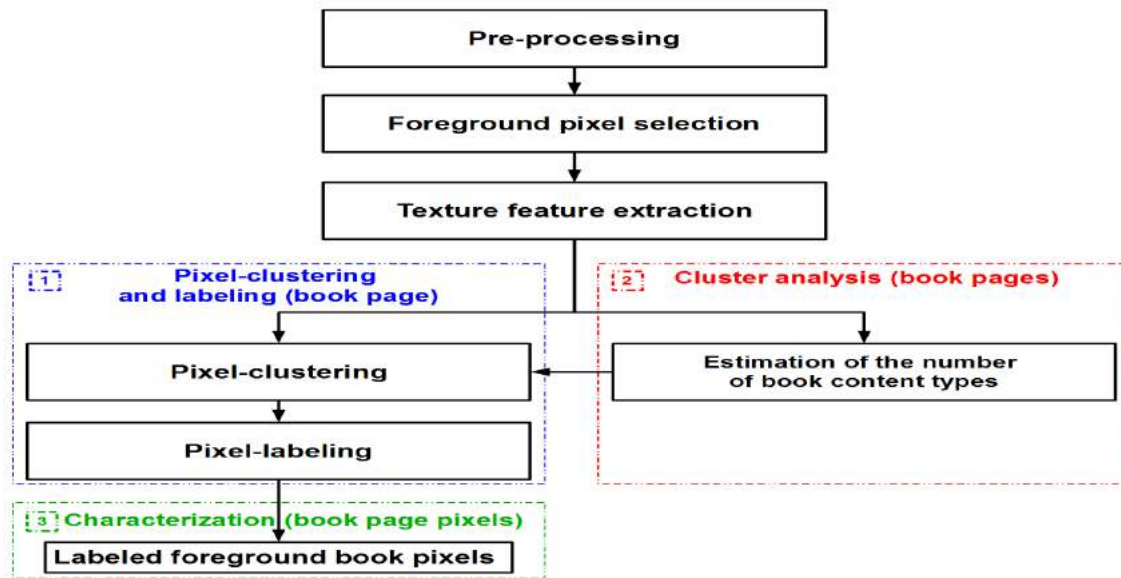 Pre-processing
Foreground pixel selection
Texture feature extraction
1
Pixel-clustering
and labeling (book page)
2
Cluster analysis (book pages)
Pixel-clustering
Estimation of the number
of book content types
Pixel-labeling
3
Characterization (book page pixels)
Labeled foreground book pixels